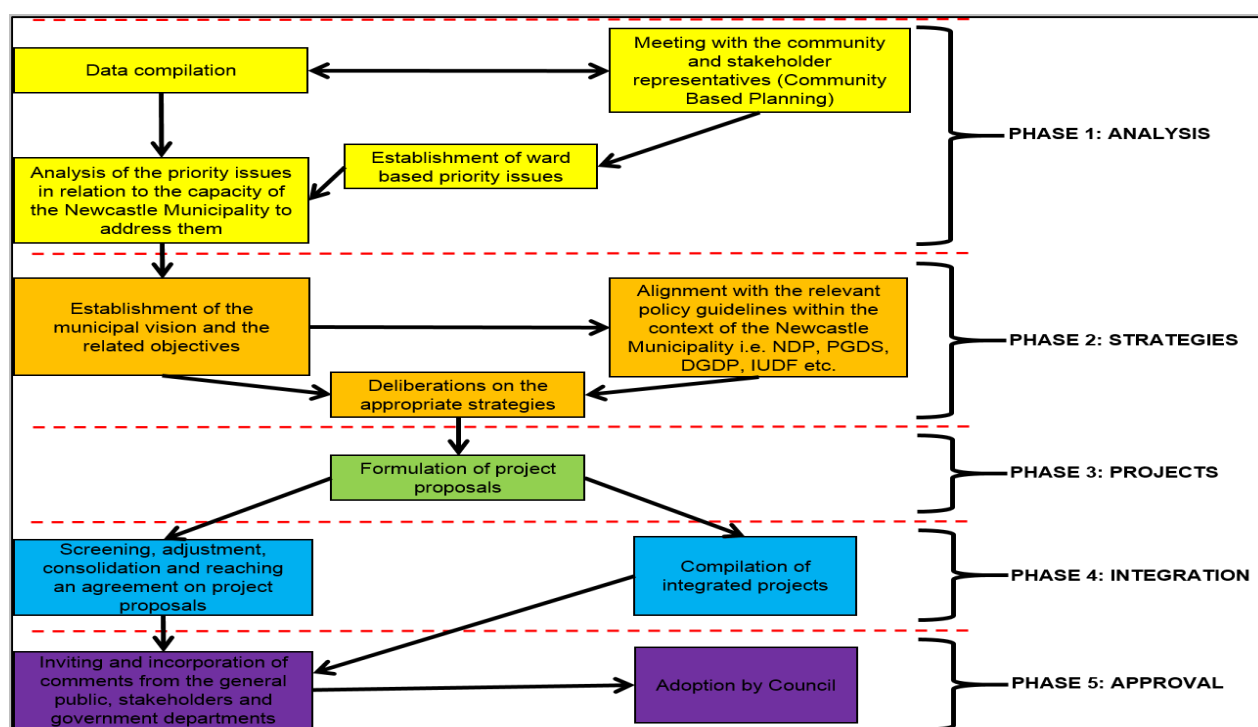 Data compilation
Meeting with the community
and stakeholder
representatives (Community
Based Planning)
PHASE 1: ANALYSIS
Establishment of ward
based priority issues
Analysis of the priority issues
in relation to the capacity of
the Newcastle Municipality to
address them
Establishment of the
municipal vision and the
related objectives
Alignment with the relevant
policy guidelines within the
context of the Newcastle
Municipality i.e. NDP, PGDS,
DGDP, IUDF etc.
PHASE 2: STRATEGIES
Deliberations on the
appropriate strategies
Formulation of project
proposals
PHASE 3: PROJECTS
Screening, adjustment,
consolidation and reaching
an agreement on project
proposals
Compilation of
integrated projects
PHASE 4: INTEGRATION
Inviting and incorporation of
comments from the general
public, stakeholders and
government departments
Adoption by Council
PHASE 5: APPROVAL